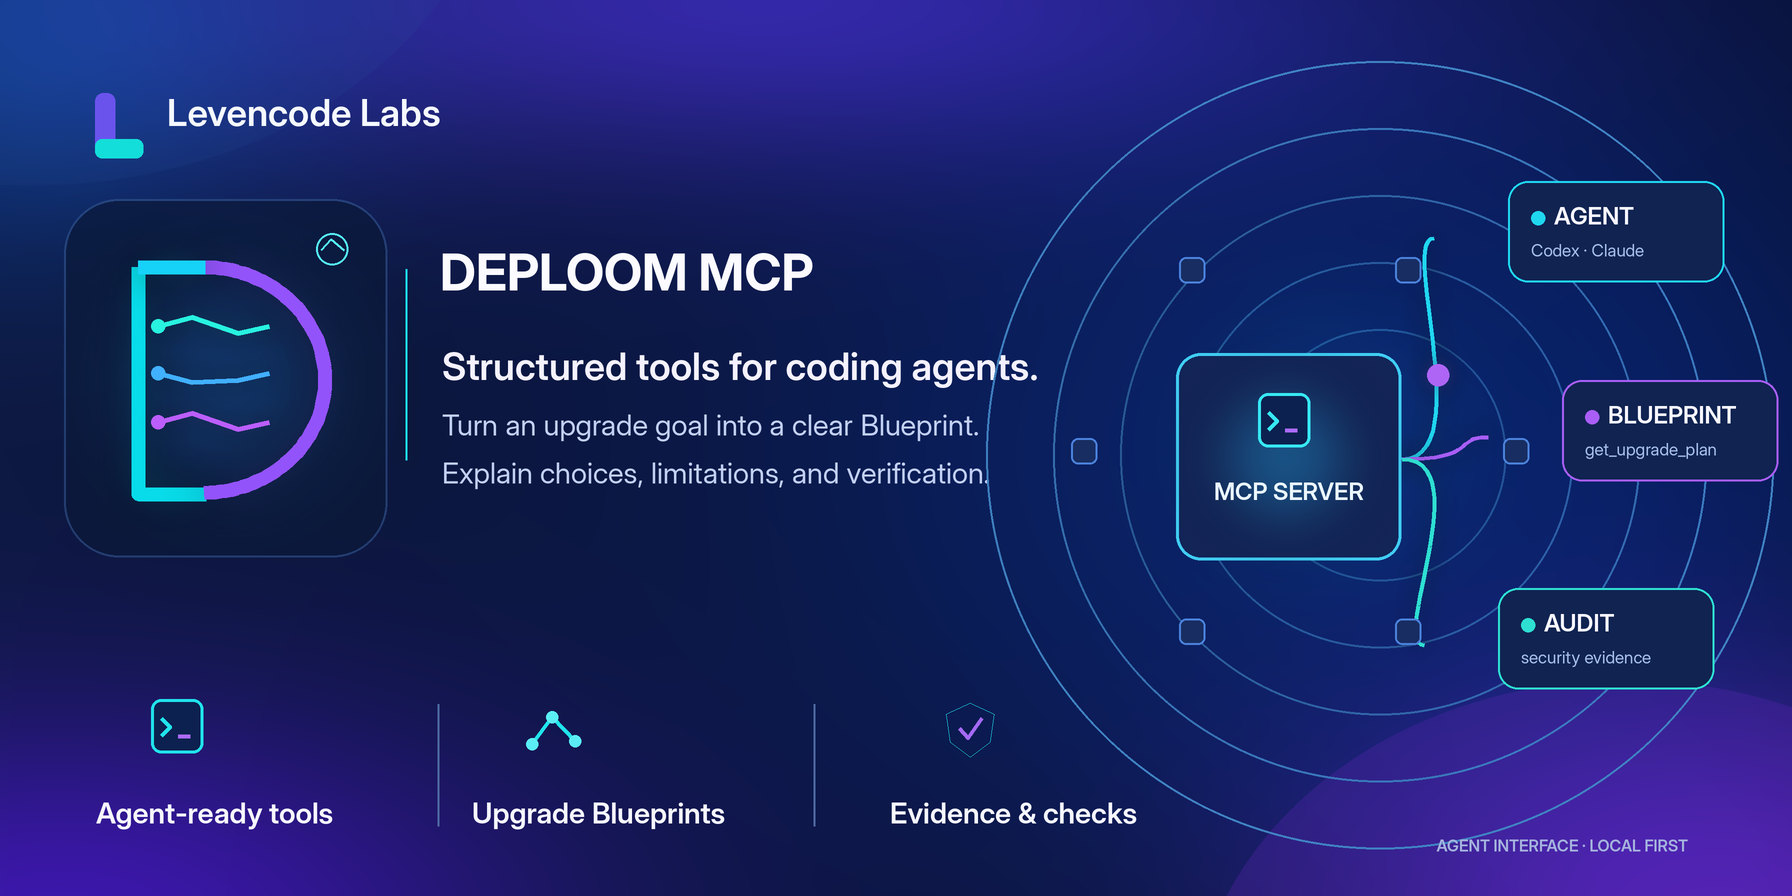 Levencode Labs
DEPLOOM MCP
Structured tools for coding agents.
Turn an upgrade goal into a clear Blueprint.
Explain choices, limitations, and verification.
AGENT
Codex · Claude
BLUEPRINT
get_upgrade_plan
MCP SERVER
AUDIT
security evidence
Agent-ready tools
Upgrade Blueprints
Evidence & checks
AGENT INTERFACE · LOCAL FIRST